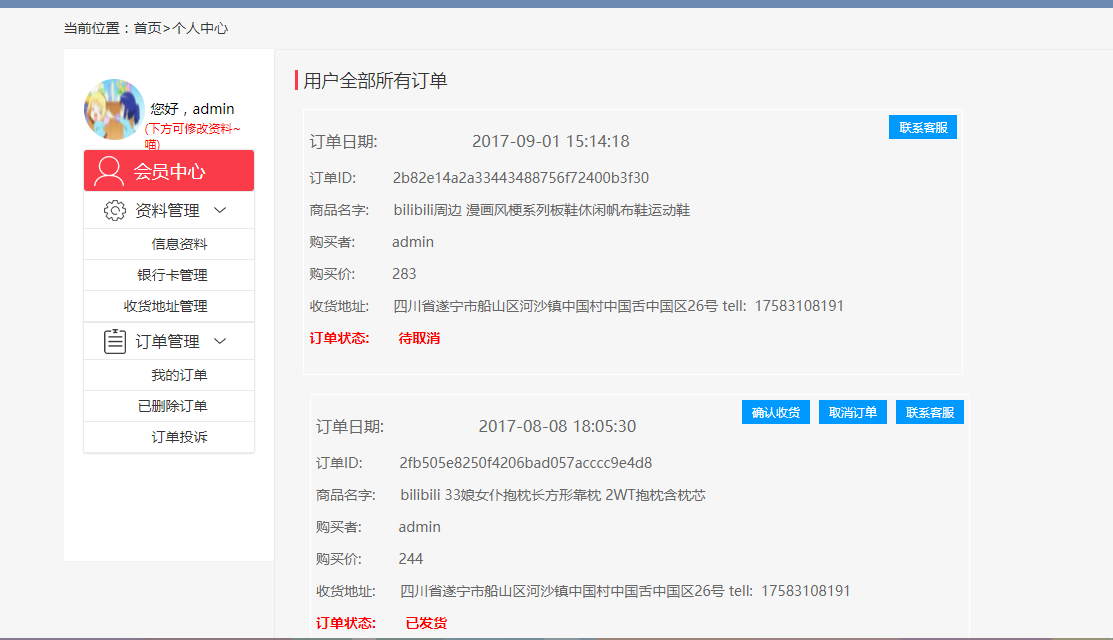 当前位置：首页>个人中心
您好，admin
(下方可修改资料~
喵)
会员中心
资料管理
信息资料
银行卡管理
收货地址管理
订单管理
我的订单
已删除订单
订单投诉
用户全部所有订单
联系客服
订单日期: 2017-09-01 15:14:18
订单ID: 2b82e14a2a33443488756f72400b3f30
商品名字: bilibili周边 漫画风梗系列板鞋休闲帆布鞋运动鞋
购买者: admin
购买价: 283
收货地址: 四川省遂宁市船山区河沙镇中国村中国舌中国区26号 tell: 17583108191
订单状态: 待取消
确认收货 取消订单 联系客服
订单日期: 2017-08-08 18:05:30
订单ID: 2fb505e8250f4206bad057acccc9e4d8
商品名字: bilibili 33娘女仆抱枕长方形靠枕 2WT抱枕含枕芯
购买者: admin
购买价: 244
收货地址: 四川省遂宁市船山区河沙镇中国村中国舌中国区26号 tell: 17583108191
订单状态: 已发货